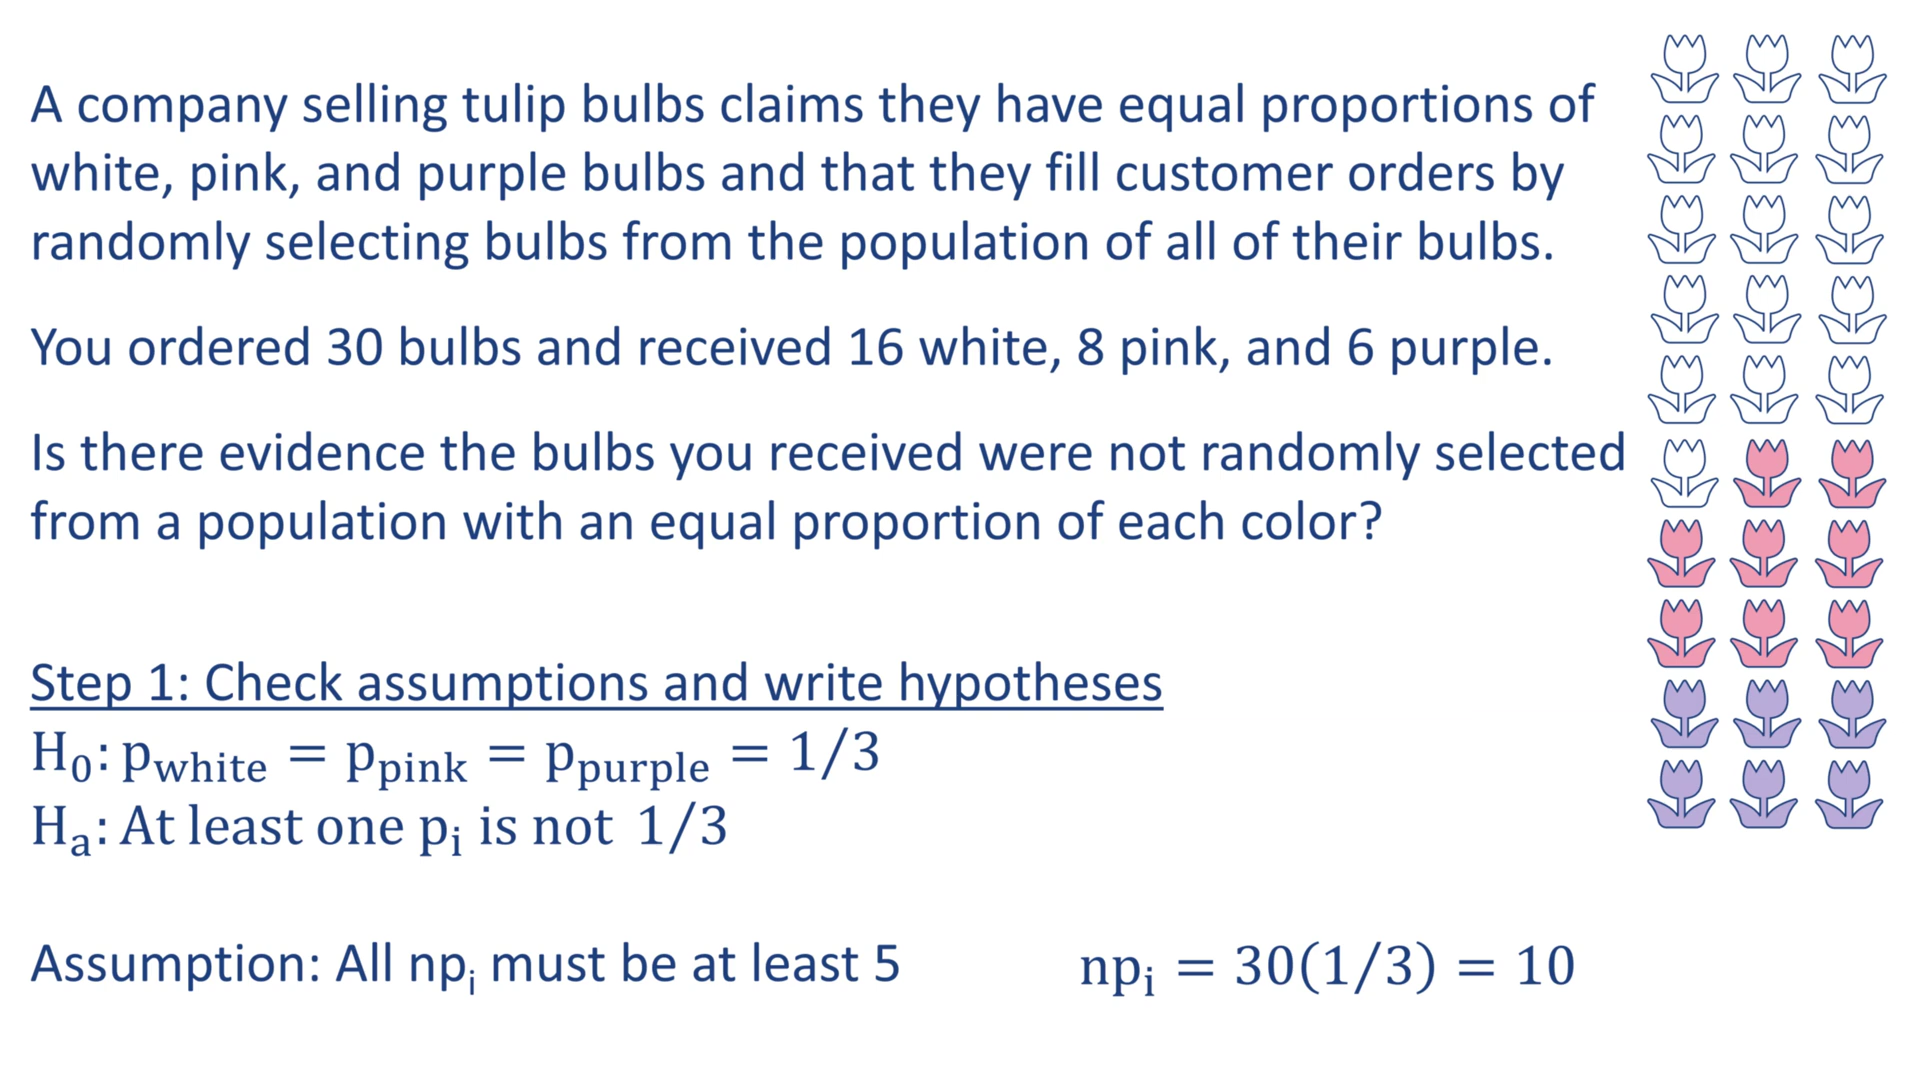 A company selling tulip bulbs claims they have equal proportions of
white, pink, and purple bulbs and that they fill customer orders by
randomly selecting bulbs from the population of all of their bulbs.
You ordered 30 bulbs and received 16 white, 8 pink, and 6 purple.
Is there evidence the bulbs you received were not randomly selected
from a population with an equal proportion of each color?
Step 1: Check assumptions and write hypotheses
H₀: p_white = p_pink = p_purple = 1/3
Hₐ: At least one pᵢ is not 1/3
Assumption: All npᵢ must be at least 5 npᵢ = 30(1/3) = 10